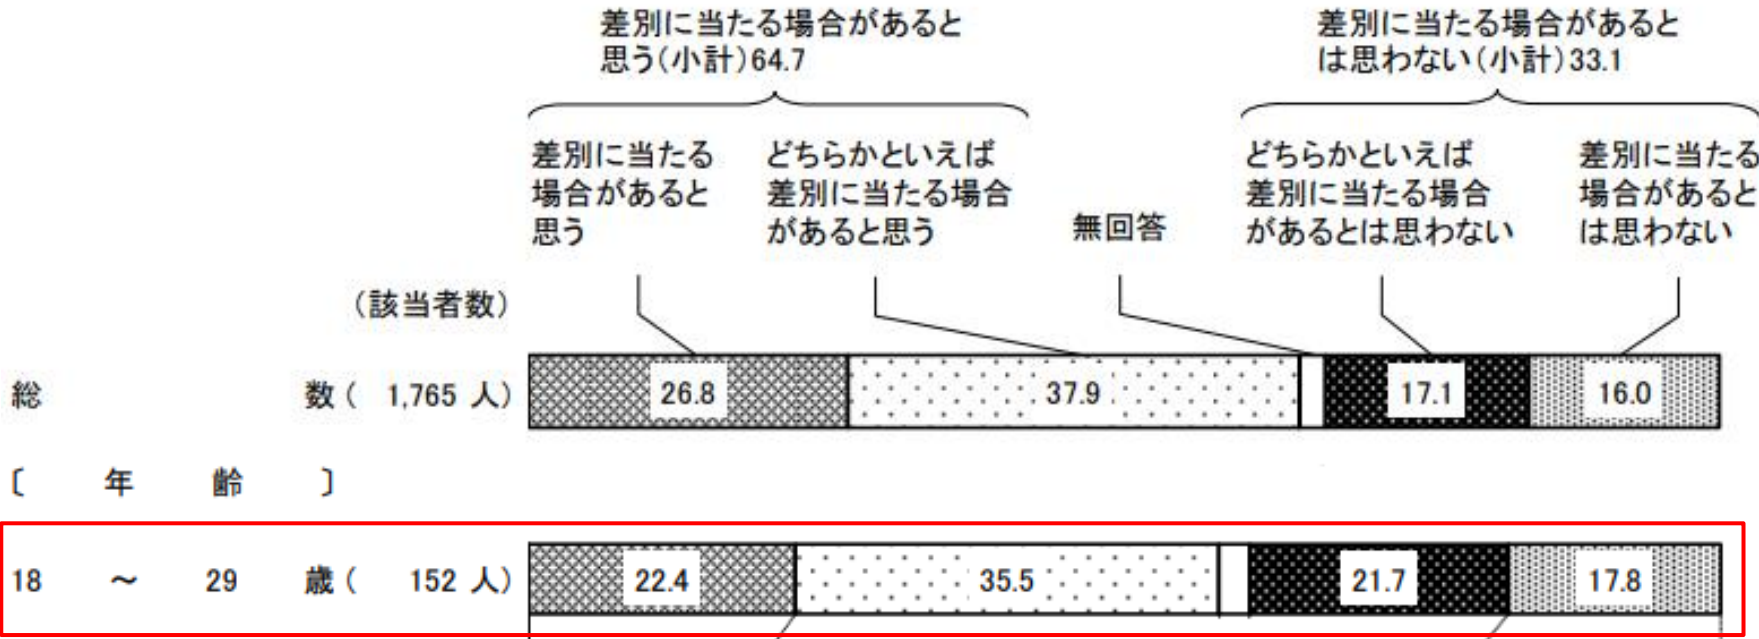 差別に当たる場合があると
思う(小計)64.7
差別に当たる場合があると
は思わない(小計)33.1
差別に当たる
場合があると
思う
どちらかといえば
差別に当たる場合
があると思う
無回答
どちらかといえば
差別に当たる場合
があるとは思わない
差別に当たる
場合があると
は思わない
(該当者数)
総 数( 1,765 人) 26.8 37.9 17.1 16.0
〔 年 齢 〕
18 ～ 29 歳( 152 人) 22.4 35.5 21.7 17.8